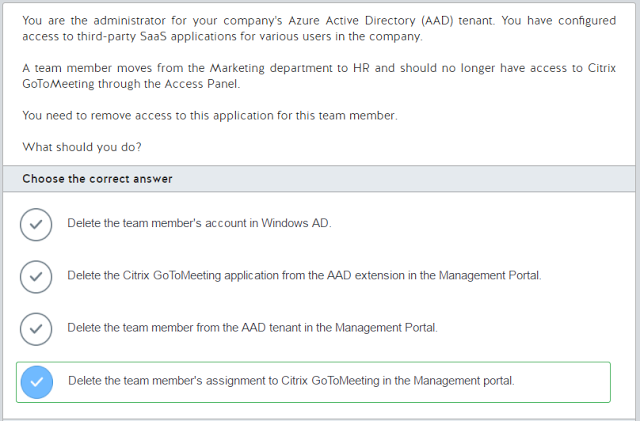 You are the administrator for your company's Azure Active Directory (AAD) tenant. You have configured
access to third-party SaaS applications for various users in the company.
A team member moves from the Marketing department to HR and should no longer have access to Citrix
GoToMeeting through the Access Panel.
You need to remove access to this application for this team member.
What should you do?
Choose the correct answer
Delete the team member's account in Windows AD.
Delete the Citrix GoToMeeting application from the AAD extension in the Management Portal.
Delete the team member from the AAD tenant in the Management Portal.
Delete the team member's assignment to Citrix GoToMeeting in the Management portal.